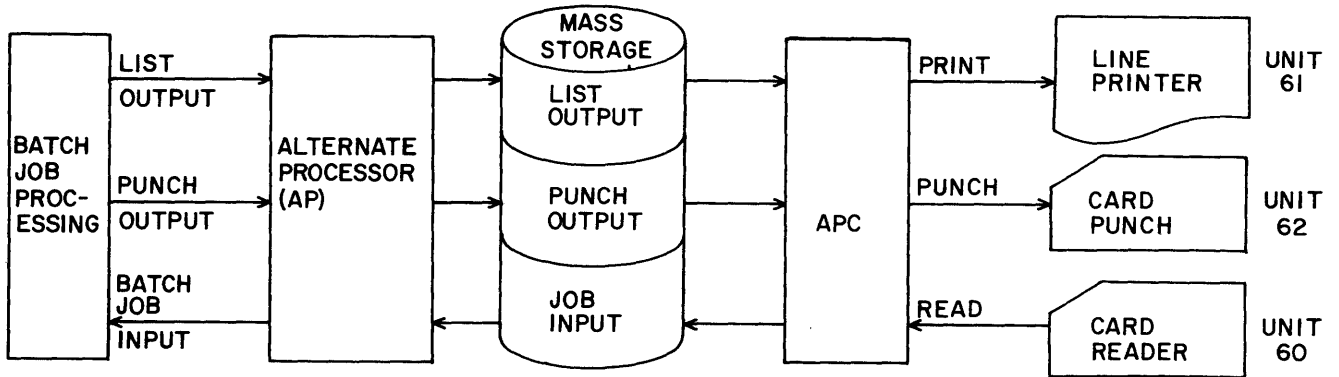 BATCH
JOB
PROC-
ESSING
LIST
OUTPUT
PUNCH
OUTPUT
BATCH
JOB
INPUT
ALTERNATE
PROCESSOR
(AP)
MASS
STORAGE
LIST
OUTPUT
PUNCH
OUTPUT
JOB
INPUT
APC
PRINT
PUNCH
READ
LINE
PRINTER
UNIT
61
CARD
PUNCH
UNIT
62
CARD
READER
UNIT
60